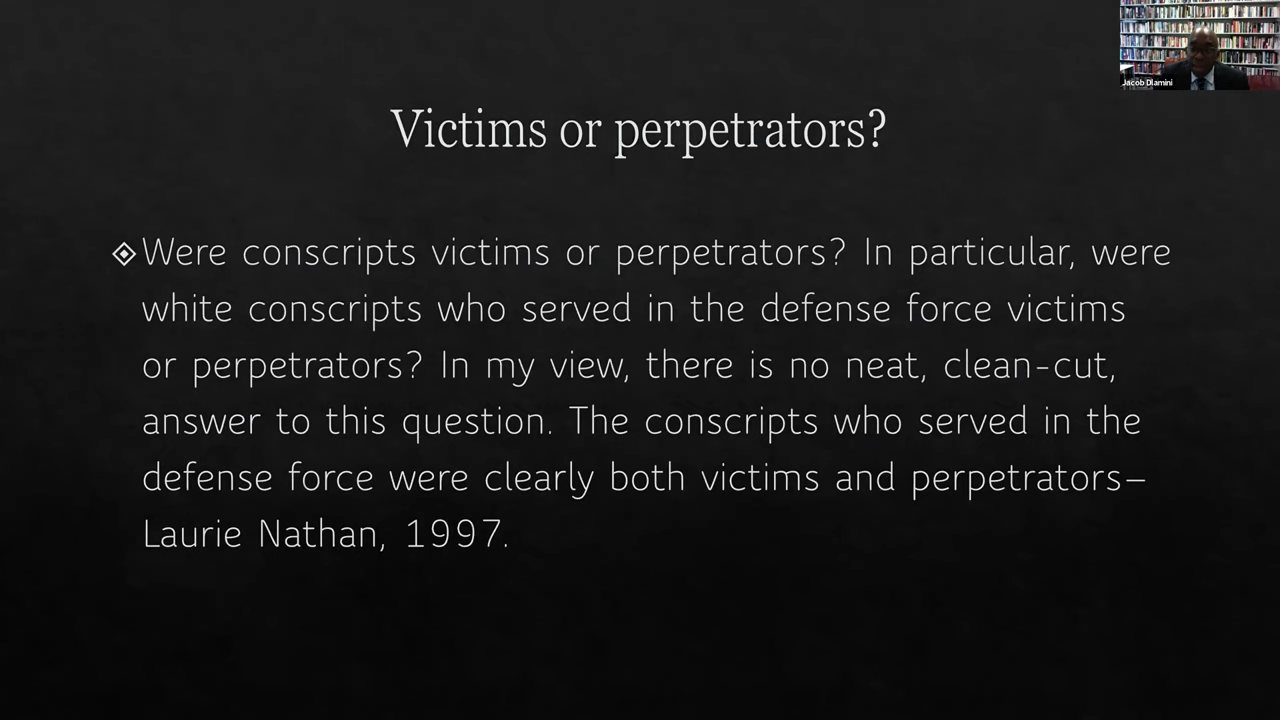 Jacob Dlamini
Victims or perpetrators?
Were conscripts victims or perpetrators? In particular, were
white conscripts who served in the defense force victims
or perpetrators? In my view, there is no neat, clean-cut,
answer to this question. The conscripts who served in the
defense force were clearly both victims and perpetrators–
Laurie Nathan, 1997.